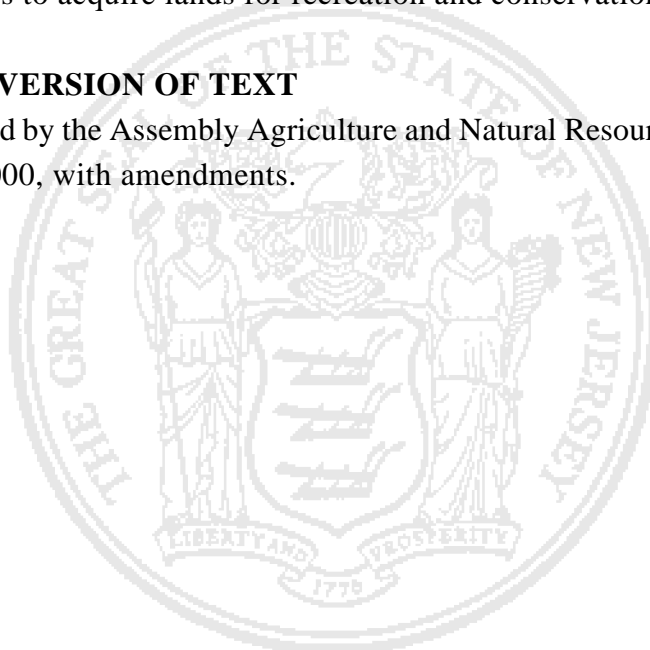 s to acquire lands for recreation and conservation
VERSION OF TEXT
d by the Assembly Agriculture and Natural Resour
000, with amendments.
THE GREAT SEAL OF THE STATE OF NEW JERSEY
LIBERTY AND PROSPERITY
1776